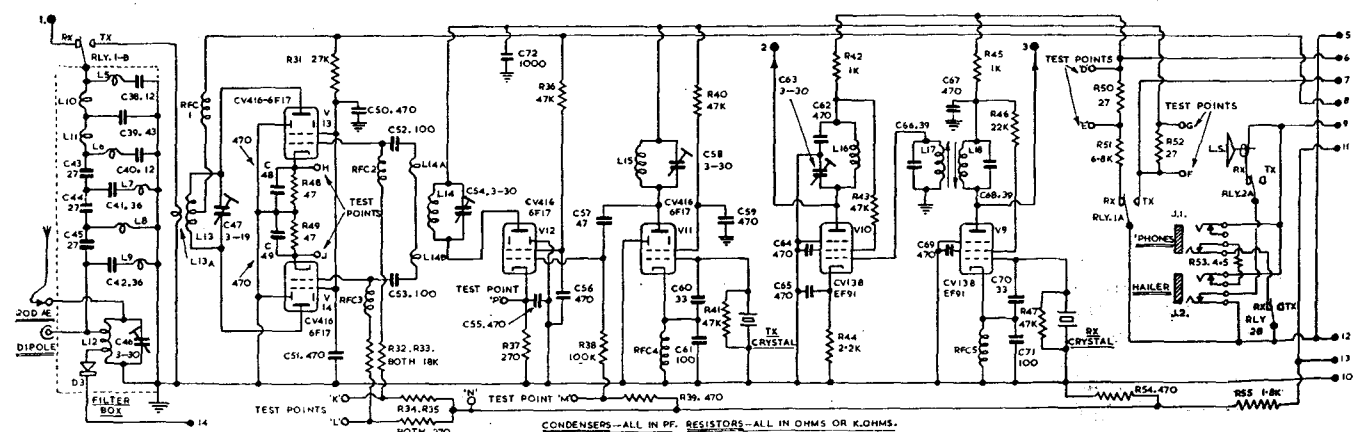 1.
RX
TX
RLY. 1-B
L5
C38.12
L10
C39.43
L11
L6
C40.12
C43
27
L7
C41.36
C44
27
L8
C45
27
L9
C42.36
ROD AE
DIPOLE
L12
C46
3-30
D3
FILTER
BOX
14
L13A
L13
RFC
1
C47
3-19
R31
27K
CV416-6F17
V
13
C50.470
470
C
48
R48
47
H
TEST
POINTS
R49
47
C
49
J
470
V
14
CV416
6F17
C51.470
C52.100
RFC2
L14A
L14B
C53.100
RFC3
R32.R33.
BOTH 18K
'K'
TEST POINTS
'L'
R34.R35
BOTH 270
'N'
L14
C54.3-30
C72
1000
R36
47K
CV416
6F17
V12
TEST
POINT
'P'
C55.470
R37
270
C56
470
C57
47
R38
100K
TEST POINT 'M'
R39.470
R40
47K
L15
C58
3-30
CV416
6F17
V11
C59
470
C60
33
R41
47K
RFC4
C61
100
TX
CRYSTAL
2
R42
1K
C63
3-30
C62
470
L16
R43
47K
V10
C64
470
CV138
EF91
C65
470
R44
2·2K
C66.39
L17
L18
C67
470
R45
1K
3
R46
22K
C68.39
V9
C69
470
CV138
EF91
C70
33
R47
47K
RFC5
C71
100
RX
CRYSTAL
TEST POINTS
'D'
R50
27
E
R51
6·8K
RX
TX
RLY.1A
TEST POINTS
G
R52
27
F
L.S.
RX
TX
RLY.2A
J.1.
'PHONES
R53.4·5
HAILER
J.2.
RX
TX
RLY
2B
R54.470
R55 1·8K
5
6
7
8
9
11
12
13
10
CONDENSERS—ALL IN PF. RESISTORS—ALL IN OHMS OR K.OHMS.